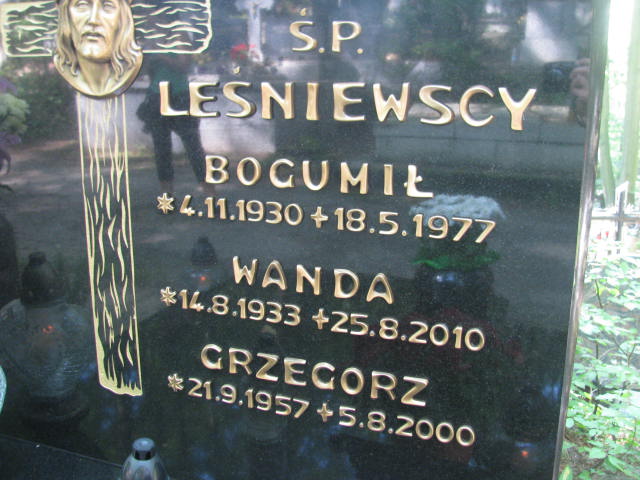 Ś.P.
LEŚNIEWSCY
BOGUMIŁ
*4.11.1930 +18.5.1977
WANDA
*14.8.1933 +25.8.2010
GRZEGORZ
*21.9.1957 +5.8.2000